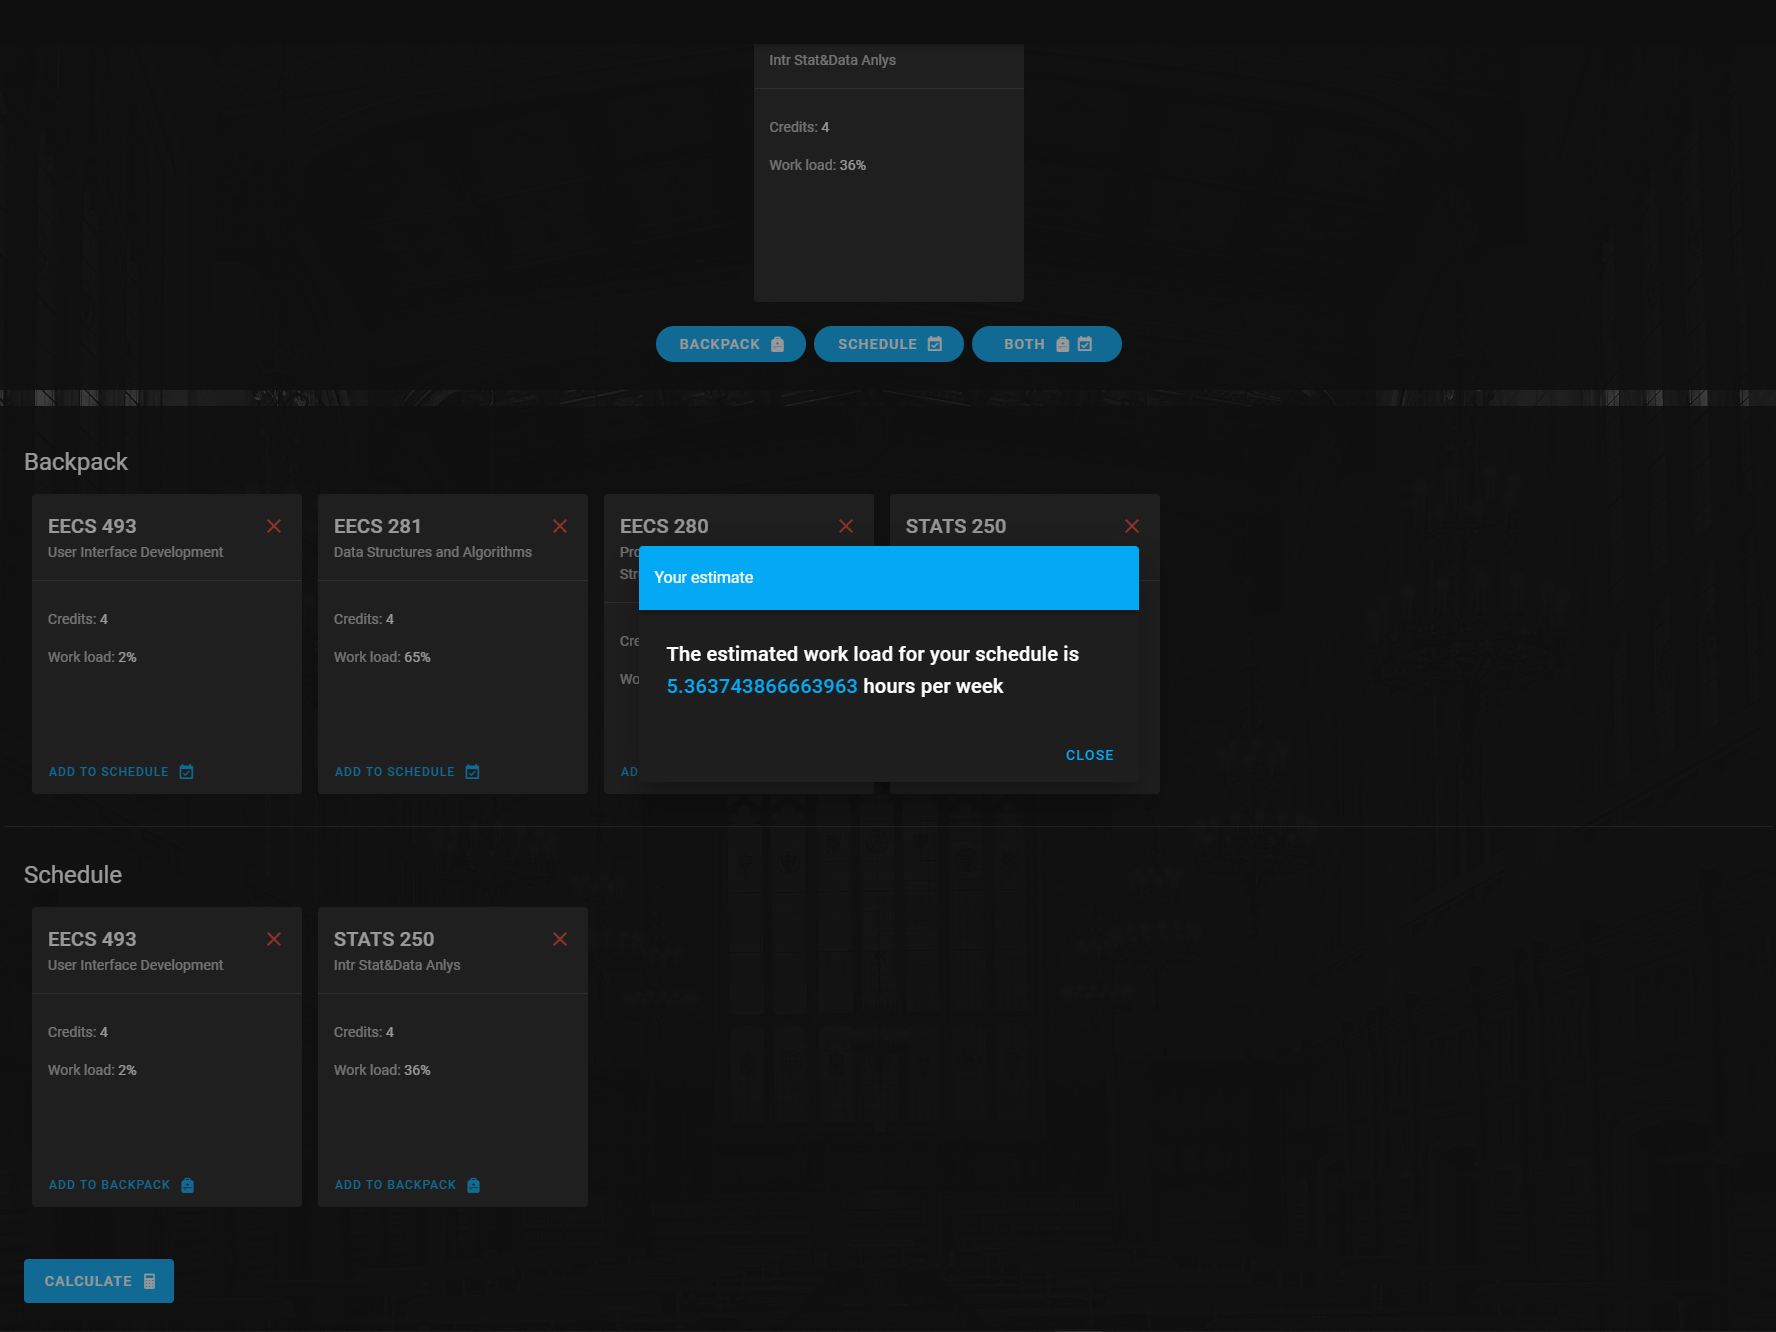 Intr Stat&Data Anlys
Credits: 4
Work load: 36%
BACKPACK
SCHEDULE
BOTH
Backpack
EECS 493
User Interface Development
Credits: 4
Work load: 2%
ADD TO SCHEDULE
EECS 281
Data Structures and Algorithms
Credits: 4
Work load: 65%
ADD TO SCHEDULE
EECS 280
Pro
Str
Cre
Wo
AD
STATS 250
Your estimate
The estimated work load for your schedule is
5.363743866663963 hours per week
CLOSE
Schedule
EECS 493
User Interface Development
Credits: 4
Work load: 2%
ADD TO BACKPACK
STATS 250
Intr Stat&Data Anlys
Credits: 4
Work load: 36%
ADD TO BACKPACK
CALCULATE